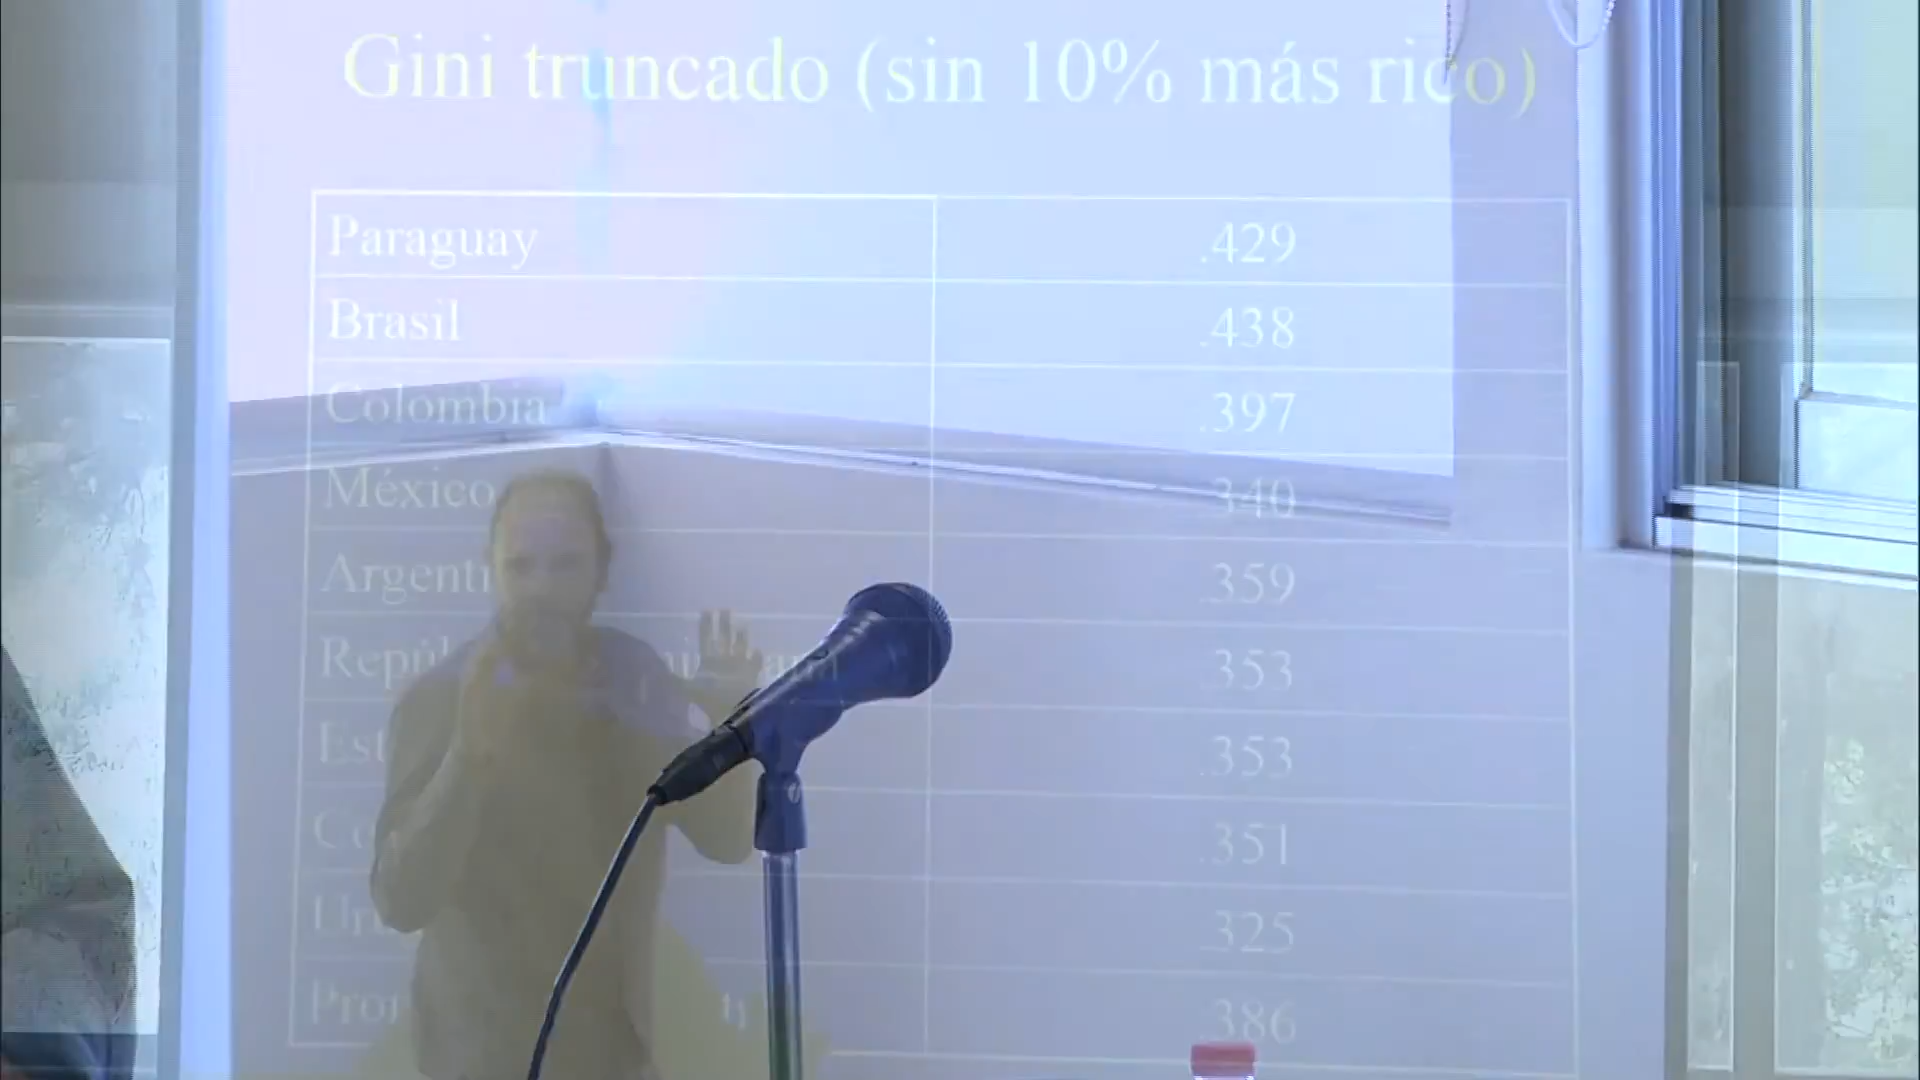 Gini truncado (sin 10% más rico)
Paraguay .429
Brasil .438
Colombia .397
México .340
Argenti .359
.353
.353
.351
.325
.386